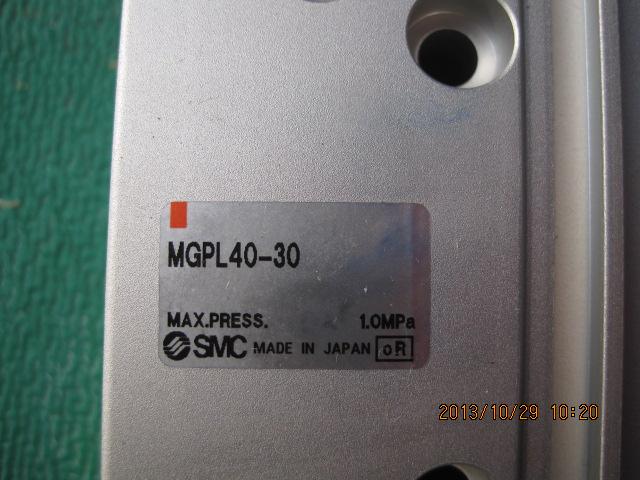 MGPL40-30
MAX.PRESS. 1.0MPa
SMC MADE IN JAPAN oR
2013/10/29 10:20